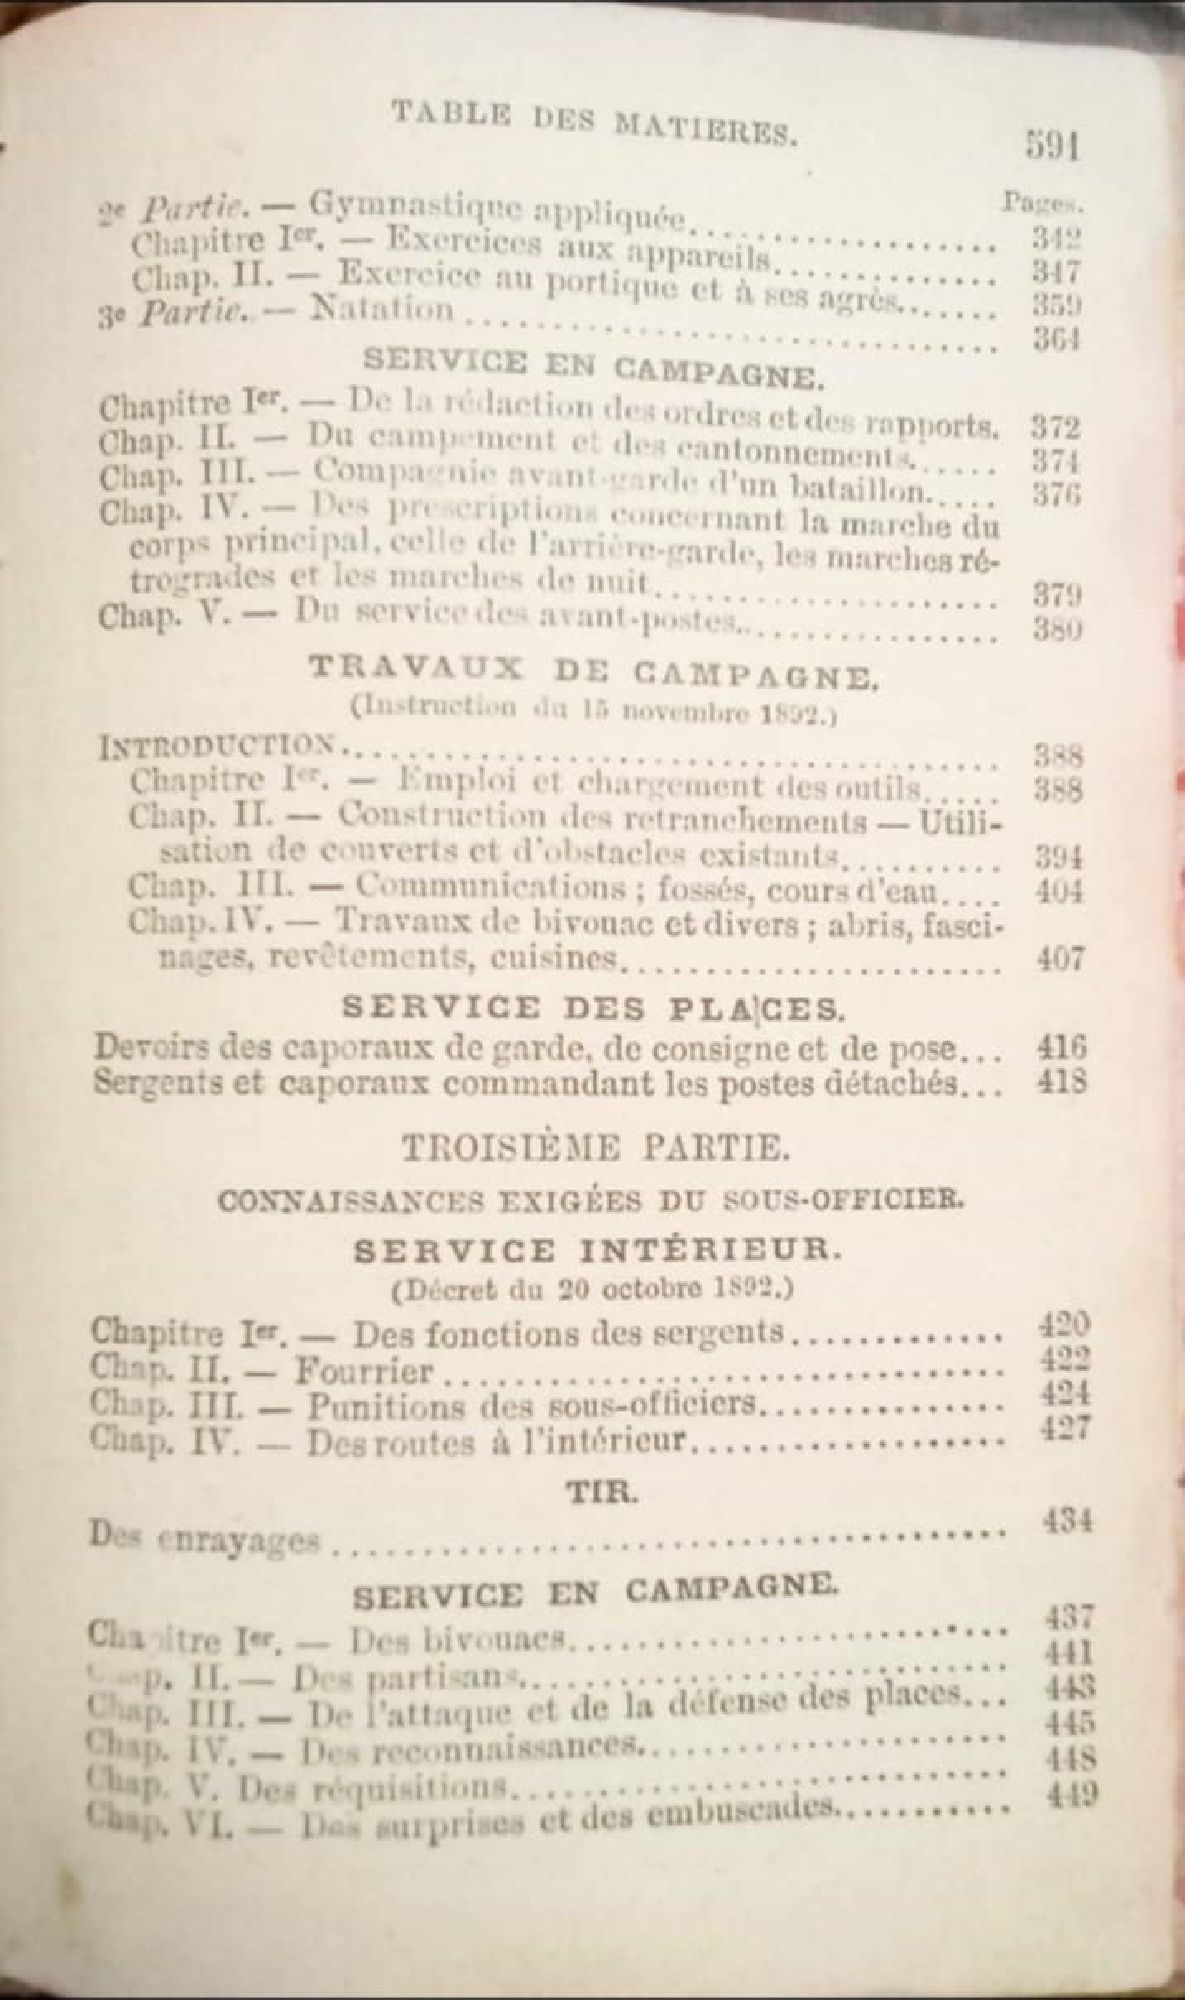 TABLE DES MATIERES.
591
Pages.
2e Partie. — Gymnastique appliquée.................... 342
Chapitre Ier. — Exercices aux appareils.............. 347
Chap. II. — Exercice au portique et à ses agrès....... 359
3e Partie. — Natation .................................. 364
SERVICE EN CAMPAGNE.
Chapitre Ier. — De la rédaction des ordres et des rapports. 372
Chap. II. — Du campement et des cantonnements...... 374
Chap. III. — Compagnie avant-garde d'un bataillon..... 376
Chap. IV. — Des prescriptions concernant la marche du
corps principal, celle de l'arrière-garde, les marches ré-
trogrades et les marches de nuit....................... 379
Chap. V. — Du service des avant-postes................. 380
TRAVAUX DE CAMPAGNE.
(Instruction du 15 novembre 1892.)
INTRODUCTION........................................... 388
Chapitre Ier. — Emploi et chargement des outils..... 388
Chap. II. — Construction des retranchements — Utili-
sation de couverts et d'obstacles existants.......... 394
Chap. III. — Communications ; fossés, cours d'eau.... 404
Chap. IV. — Travaux de bivouac et divers ; abris, fasci-
nages, revêtements, cuisines........................ 407
SERVICE DES PLACES.
Devoirs des caporaux de garde, de consigne et de pose... 416
Sergents et caporaux commandant les postes détachés... 418
TROISIÈME PARTIE.
CONNAISSANCES EXIGÉES DU SOUS-OFFICIER.
SERVICE INTÉRIEUR.
(Décret du 20 octobre 1892.)
Chapitre Ier. — Des fonctions des sergents............. 420
Chap. II. — Fourrier ................................ 422
Chap. III. — Punitions des sous-officiers............... 424
Chap. IV. — Des routes à l'intérieur.................... 427
TIR.
Des enrayages ......................................... 434
SERVICE EN CAMPAGNE.
Chapitre Ier. — Des bivouacs.......................... 437
Chap. II. — Des partisans............................. 441
Chap. III. — De l'attaque et de la défense des places... 443
Chap. IV. — Des reconnaissances....................... 445
Chap. V. Des réquisitions............................. 448
Chap. VI. — Des surprises et des embuscades........... 449